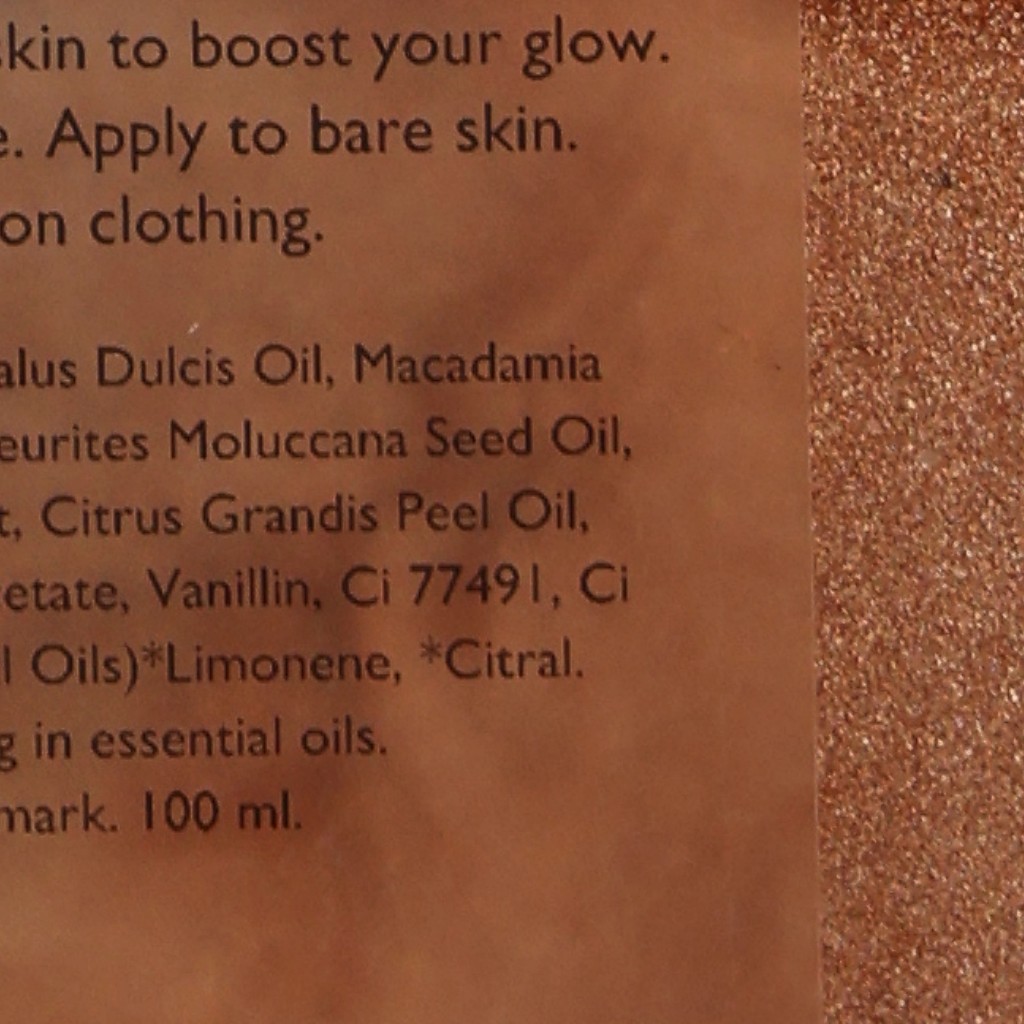 skin to boost your glow.
e. Apply to bare skin.
on clothing.
alus Dulcis Oil, Macadamia
eurites Moluccana Seed Oil,
t, Citrus Grandis Peel Oil,
etate, Vanillin, Ci 77491, Ci
l Oils)*Limonene, *Citral.
g in essential oils.
mark. 100 ml.